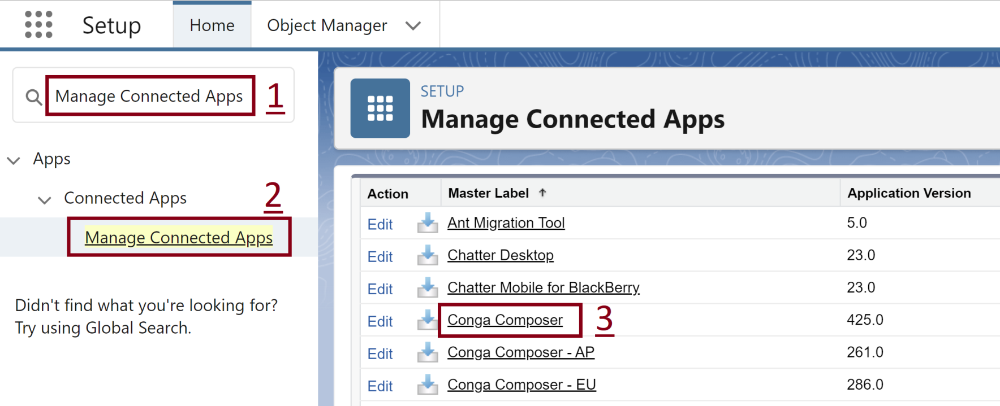 Setup
Home
Object Manager
Manage Connected Apps
1
Apps
Connected Apps
2
Manage Connected Apps
Didn't find what you're looking for?
Try using Global Search.
SETUP
Manage Connected Apps
Action Master Label ↑ Application Version
Edit Ant Migration Tool 5.0
Edit Chatter Desktop 23.0
Edit Chatter Mobile for BlackBerry 23.0
Edit Conga Composer 3 425.0
Edit Conga Composer - AP 261.0
Edit Conga Composer - EU 286.0